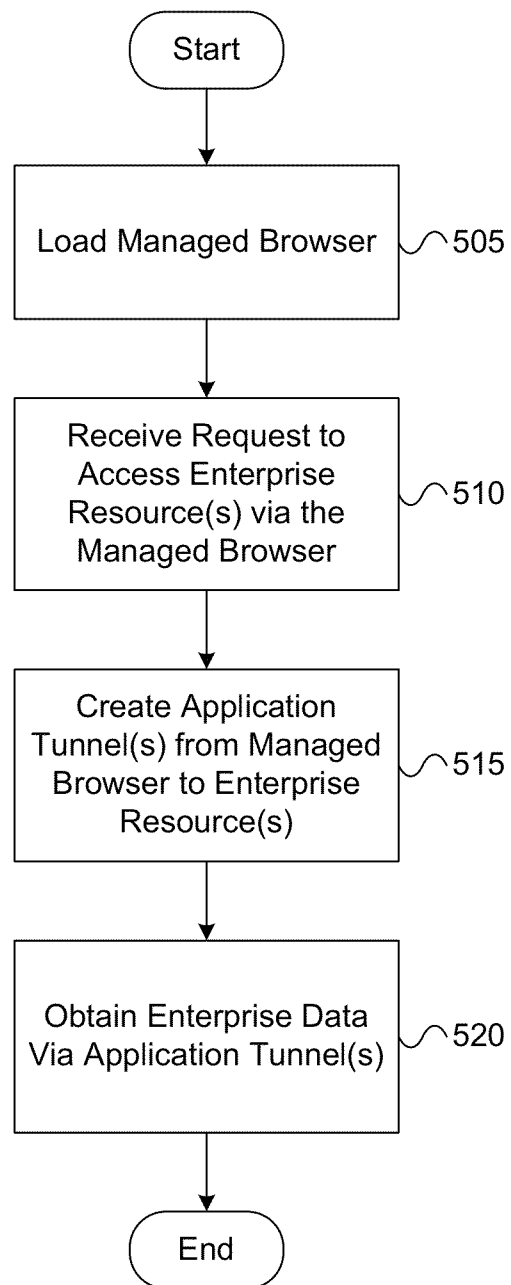 Start
Load Managed Browser
505
Receive Request to
Access Enterprise
Resource(s) via the
Managed Browser
510
Create Application
Tunnel(s) from Managed
Browser to Enterprise
Resource(s)
515
Obtain Enterprise Data
Via Application Tunnel(s)
520
End